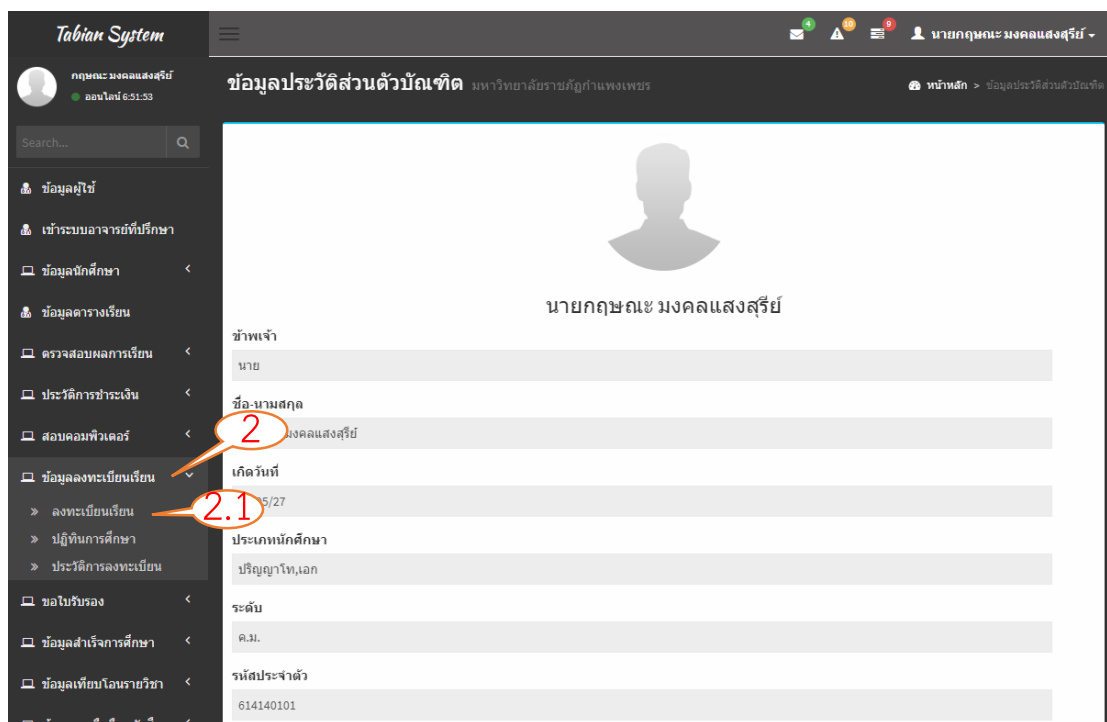 Tabian System
4
10
9
นายกฤษณะ มงคลแสงสุรีย์
กฤษณะ มงคลแสงสุรีย์
ออนไลน์ 6:51:53
ข้อมูลประวัติส่วนตัวบัณฑิต มหาวิทยาลัยราชภัฏกำแพงเพชร
หน้าหลัก > ข้อมูลประวัติส่วนตัวบัณฑิต
Search...
ข้อมูลผู้ใช้
เข้าระบบอาจารย์ที่ปรึกษา
ข้อมูลนักศึกษา
ข้อมูลตารางเรียน
ตรวจสอบผลการเรียน
ประวัติการชำระเงิน
สอบคอมพิวเตอร์
ข้อมูลลงทะเบียนเรียน
» ลงทะเบียนเรียน
» ปฏิทินการศึกษา
» ประวัติการลงทะเบียน
ขอใบรับรอง
ข้อมูลสำเร็จการศึกษา
ข้อมูลเทียบโอนรายวิชา
2
2.1
นายกฤษณะ มงคลแสงสุรีย์
ข้าพเจ้า
นาย
ชื่อ-นามสกุล
มงคลแสงสุรีย์
เกิดวันที่
5/27
ประเภทนักศึกษา
ปริญญาโท,เอก
ระดับ
ค.ม.
รหัสประจำตัว
614140101